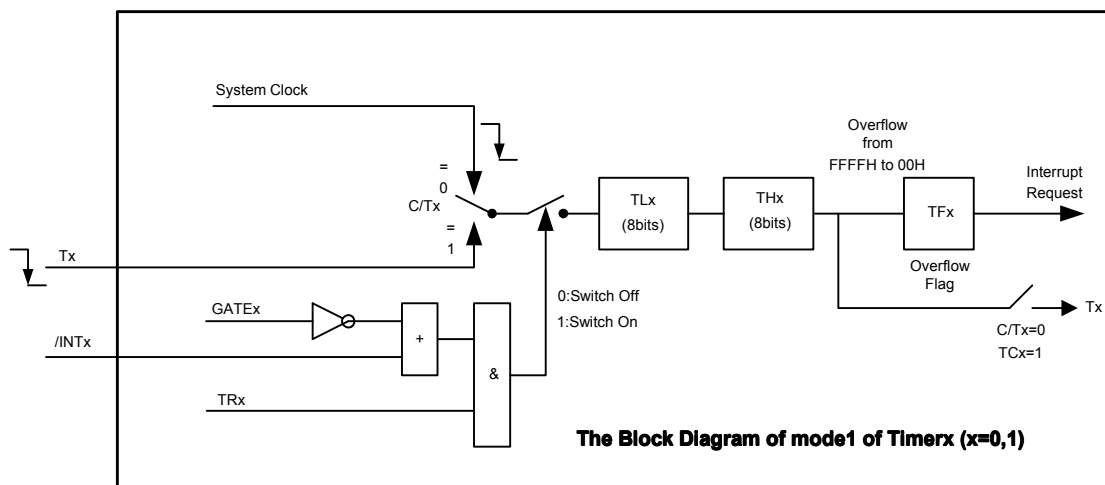 System Clock
=
0
C/Tx
=
1
Tx
GATEx
/INTx
TRx
+
&
0:Switch Off
1:Switch On
TLx
(8bits)
THx
(8bits)
Overflow
from
FFFFH to 00H
TFx
Overflow
Flag
Interrupt
Request
Tx
C/Tx=0
TCx=1
The Block Diagram of mode1 of Timerx (x=0,1)